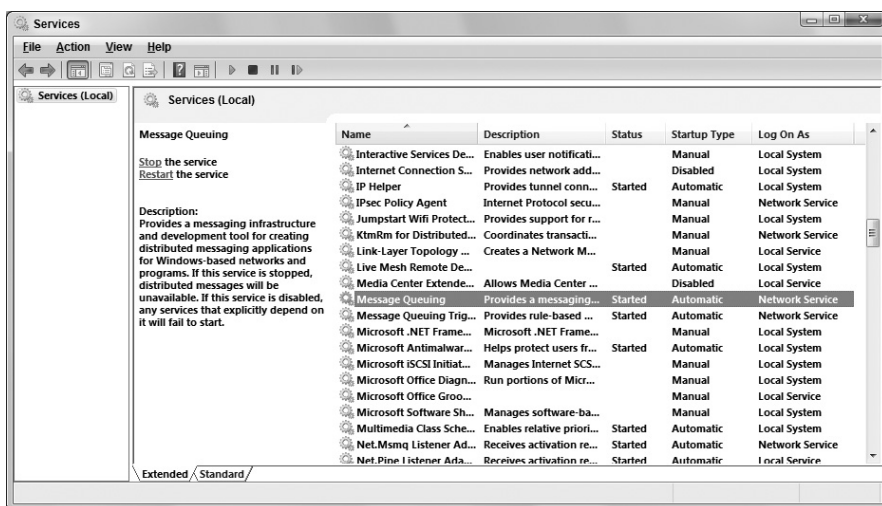 Services
File Action View Help
Services (Local)
Services (Local)
Message Queuing
Stop the service
Restart the service
Description:
Provides a messaging infrastructure
and development tool for creating
distributed messaging applications
for Windows-based networks and
programs. If this service is stopped,
distributed messages will be
unavailable. If this service is disabled,
any services that explicitly depend on
it will fail to start.
Name Description Status Startup Type Log On As
Interactive Services De... Enables user notificati... Manual Local System
Internet Connection S... Provides network add... Disabled Local System
IP Helper Provides tunnel conn... Started Automatic Local System
IPsec Policy Agent Internet Protocol secu... Manual Network Service
Jumpstart Wifi Protect... Provides support for r... Manual Local System
KtmRm for Distributed... Coordinates transacti... Manual Network Service
Link-Layer Topology ... Creates a Network M... Manual Local Service
Live Mesh Remote De... Started Automatic Local System
Media Center Extende... Allows Media Center ... Disabled Local Service
Message Queuing Provides a messaging... Started Automatic Network Service
Message Queuing Trig... Provides rule-based ... Started Automatic Network Service
Microsoft .NET Frame... Microsoft .NET Frame... Manual Local System
Microsoft Antimalwar... Helps protect users fr... Started Automatic Local System
Microsoft iSCSI Initiat... Manages Internet SCS... Manual Local System
Microsoft Office Diagn... Run portions of Micr... Manual Local System
Microsoft Office Groo... Manual Local Service
Microsoft Software Sh... Manages software-ba... Manual Local System
Multimedia Class Sche... Enables relative priori... Started Automatic Local System
Net.Msmq Listener Ad... Receives activation re... Started Automatic Network Service
Net.Pipe Listener Ada... Receives activation re... Started Automatic Local Service
Extended Standard